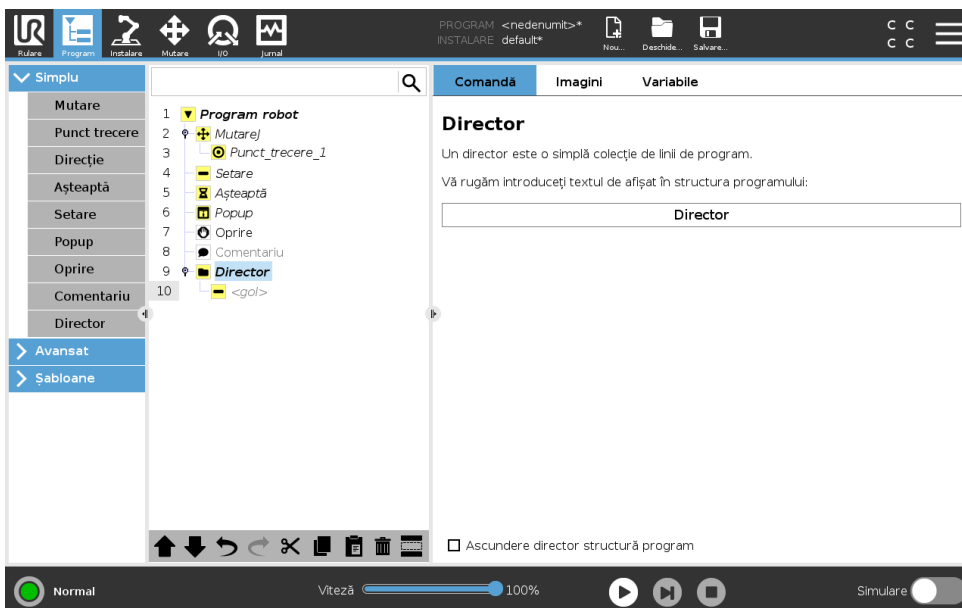 UR
PROGRAM <nedenumit>*
INSTALARE default*
Rulare Program Instalare Mutare I/O Jurnal Nou... Deschide... Salvare...
C C
C C
Simplu
Mutare
Punct trecere
Direcție
Așteaptă
Setare
Popup
Oprire
Comentariu
Director
Avansat
Șabloane
1 Program robot
2 MutareJ
3 Punct_trecere_1
4 Setare
5 Așteaptă
6 Popup
7 Oprire
8 Comentariu
9 Director
10 <gol>
Comandă Imagini Variabile
Director
Un director este o simplă colecție de linii de program.
Vă rugăm introduceți textul de afișat în structura programului:
Director
Ascundere director structură program
Normal Viteză 100% Simulare